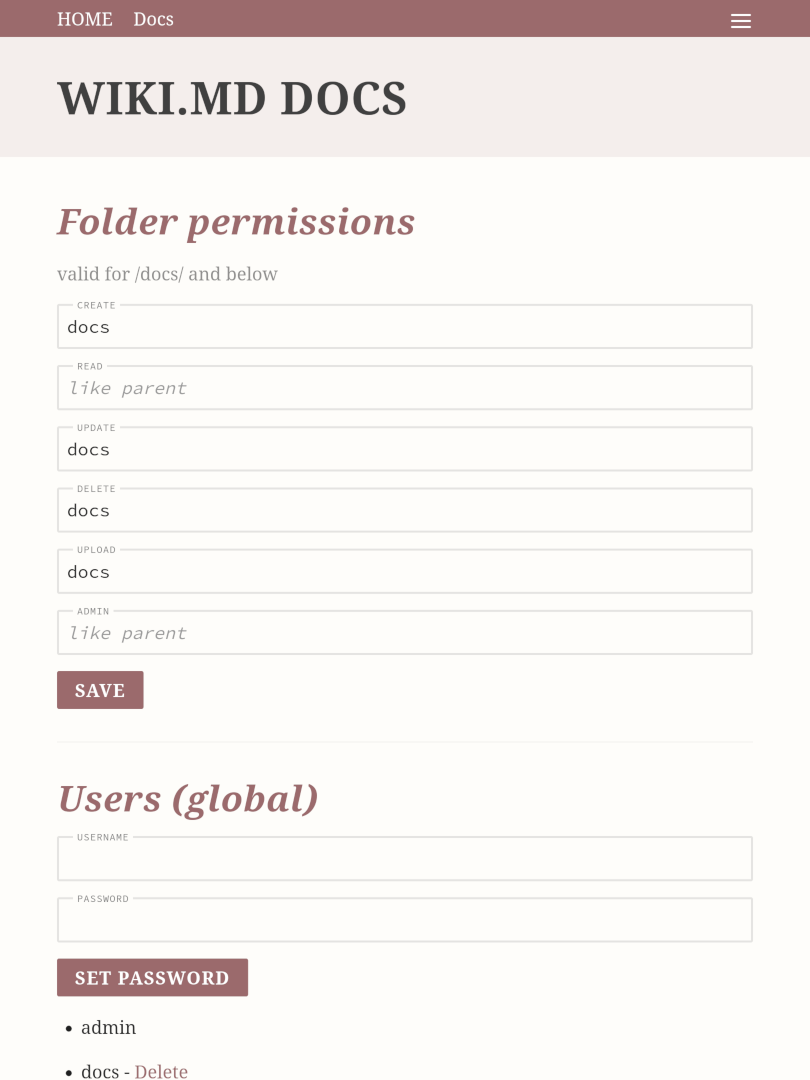 HOME Docs
WIKI.MD DOCS
Folder permissions
valid for /docs/ and below
CREATE
docs
READ
like parent
UPDATE
docs
DELETE
docs
UPLOAD
docs
ADMIN
like parent
SAVE
Users (global)
USERNAME
PASSWORD
SET PASSWORD
• admin
• docs - Delete